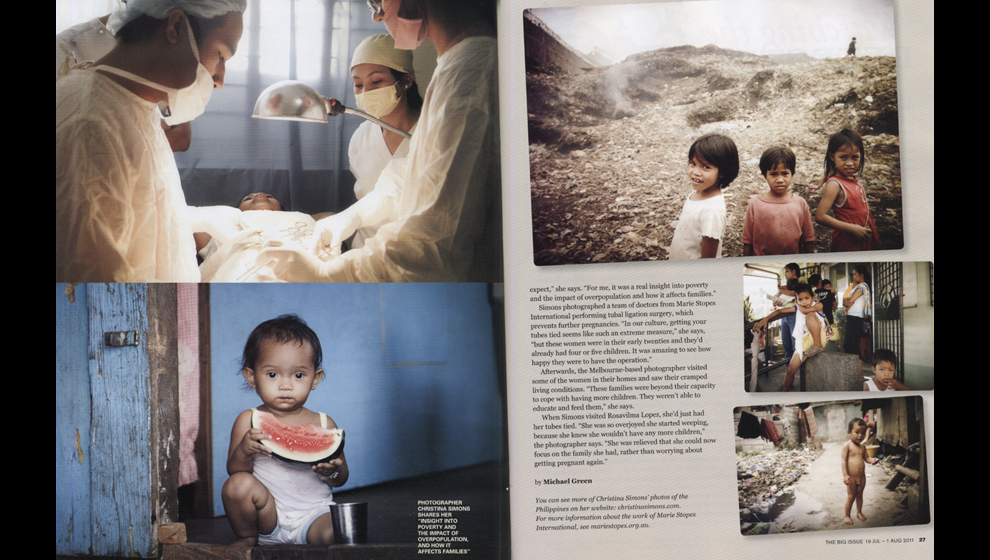 PHOTOGRAPHER
CHRISTINA SIMONS
SHARES HER
"INSIGHT INTO
POVERTY AND
THE IMPACT OF
OVERPOPULATION,
AND HOW IT
AFFECTS FAMILIES"
expect," she says. "For me, it was a real insight into poverty
and the impact of overpopulation and how it affects families."
Simons photographed a team of doctors from Marie Stopes
International performing tubal ligation surgery, which
prevents further pregnancies. "In our culture, getting your
tubes tied seems like such an extreme measure," she says,
"but these women were in their early twenties and they'd
already had four or five children. It was amazing to see how
happy they were to have the operation."
Afterwards, the Melbourne-based photographer visited
some of the women in their homes and saw their cramped
living conditions. "These families were beyond their capacity
to cope with having more children. They weren't able to
educate and feed them," she says.
When Simons visited Rosavilma Lopez, she'd just had
her tubes tied. "She was so overjoyed she started weeping,
because she knew she wouldn't have any more children,"
the photographer says. "She was relieved that she could now
focus on the family she had, rather than worrying about
getting pregnant again."
by Michael Green
You can see more of Christina Simons' photos of the
Philippines on her website: christinasimons.com.
For more information about the work of Marie Stopes
International, see mariestopes.org.au.
THE BIG ISSUE 19 JUL – 1 AUG 2011 27